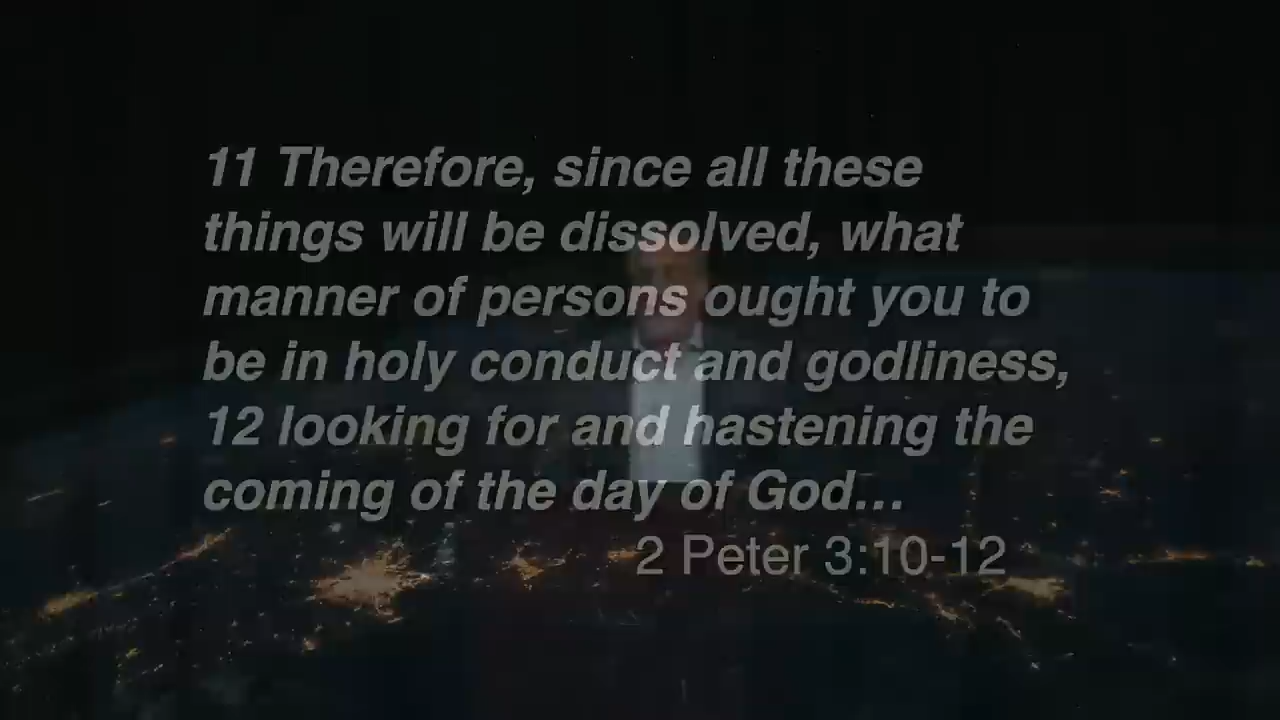 11 Therefore, since all these
things will be dissolved, what
manner of persons ought you to
be in holy conduct and godliness,
12 looking for and hastening the
coming of the day of God...
2 Peter 3:10-12